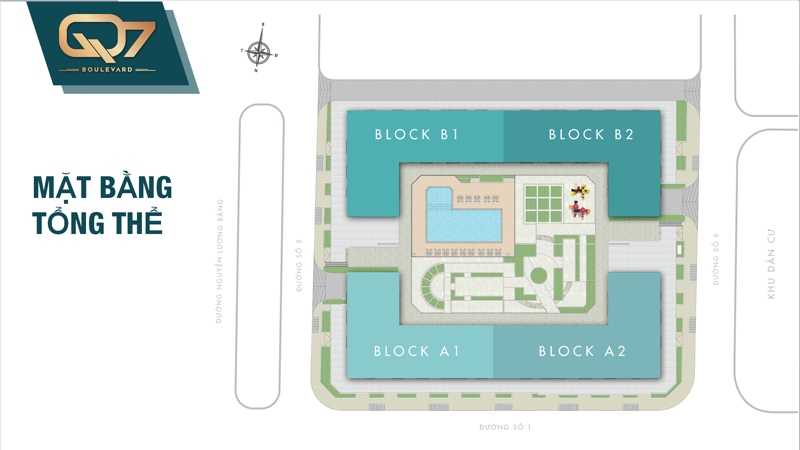 Q7
BOULEVARD
MẶT BẰNG
TỔNG THỂ
B
T
Đ
N
BLOCK B1
BLOCK B2
BLOCK A1
BLOCK A2
ĐƯỜNG NGUYỄN LƯƠNG BẰNG
ĐƯỜNG SỐ 5
ĐƯỜNG SỐ 6
KHU DÂN CƯ
ĐƯỜNG SỐ 1